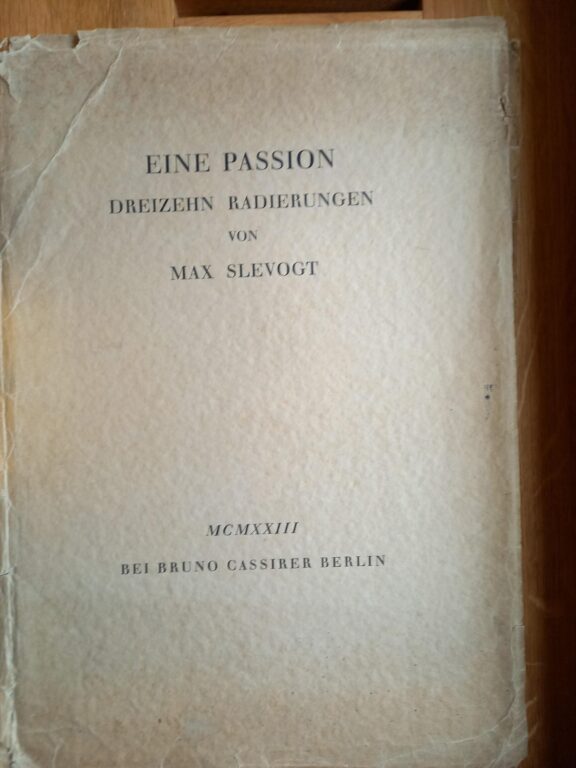 EINE PASSION
DREIZEHN RADIERUNGEN
VON
MAX SLEVOGT
MCMXXIII
BEI BRUNO CASSIRER BERLIN